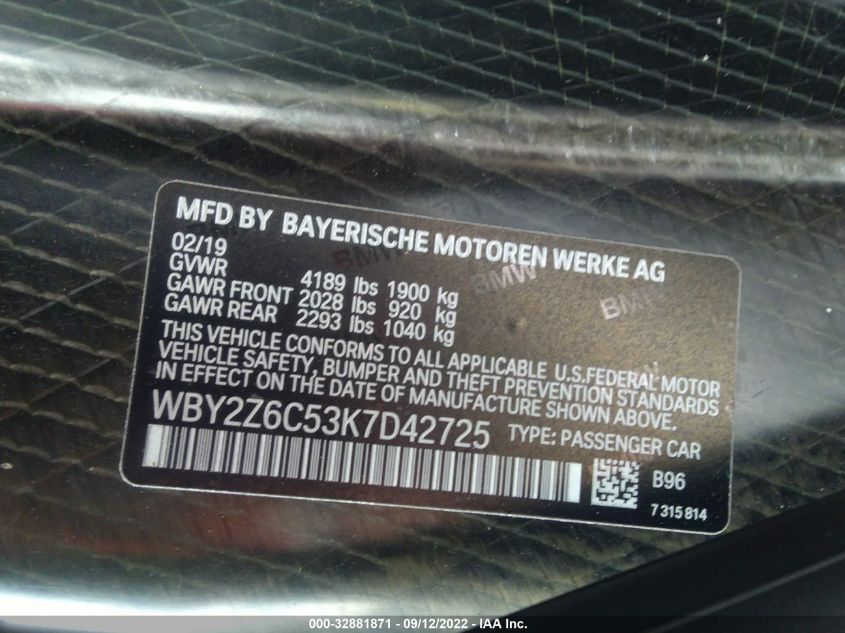 MFD BY BAYERISCHE MOTOREN WERKE AG
02/19
GVWR 4189 lbs 1900 kg
GAWR FRONT 2028 lbs 920 kg
GAWR REAR 2293 lbs 1040 kg
THIS VEHICLE CONFORMS TO ALL APPLICABLE U.S.FEDERAL MOTOR
VEHICLE SAFETY, BUMPER AND THEFT PREVENTION STANDARDS
IN EFFECT ON THE DATE OF MANUFACTURE SHOWN ABOVE.
WBY2Z6C53K7D42725 TYPE: PASSENGER CAR
B96
7 315 814
BMW BMW BMW
000-32881871 - 09/12/2022 - IAA Inc.